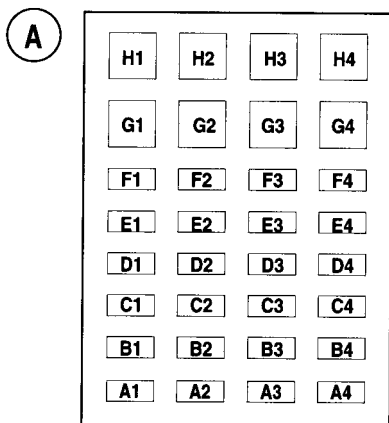 A
H1 H2 H3 H4
G1 G2 G3 G4
F1 F2 F3 F4
E1 E2 E3 E4
D1 D2 D3 D4
C1 C2 C3 C4
B1 B2 B3 B4
A1 A2 A3 A4